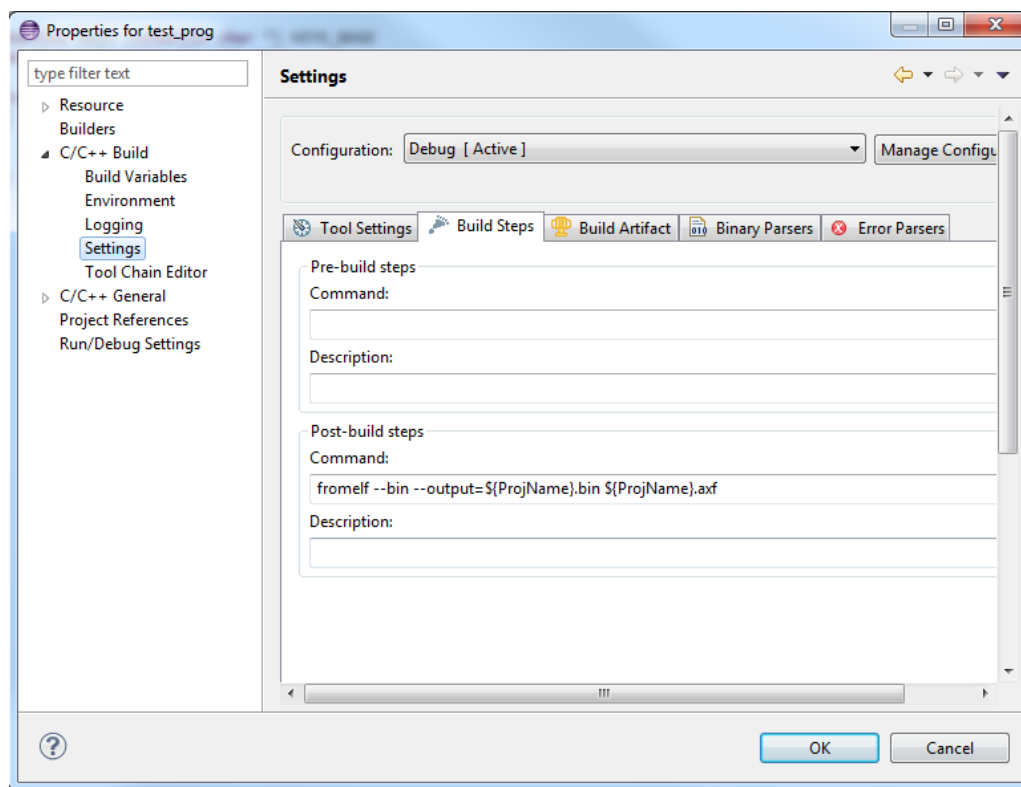 Properties for test_prog
type filter text
Resource
Builders
C/C++ Build
Build Variables
Environment
Logging
Settings
Tool Chain Editor
C/C++ General
Project References
Run/Debug Settings
Settings
Configuration: Debug [ Active ] Manage Configu
Tool Settings Build Steps Build Artifact Binary Parsers Error Parsers
Pre-build steps
Command:
Description:
Post-build steps
Command:
fromelf --bin --output=${ProjName}.bin ${ProjName}.axf
Description:
OK Cancel